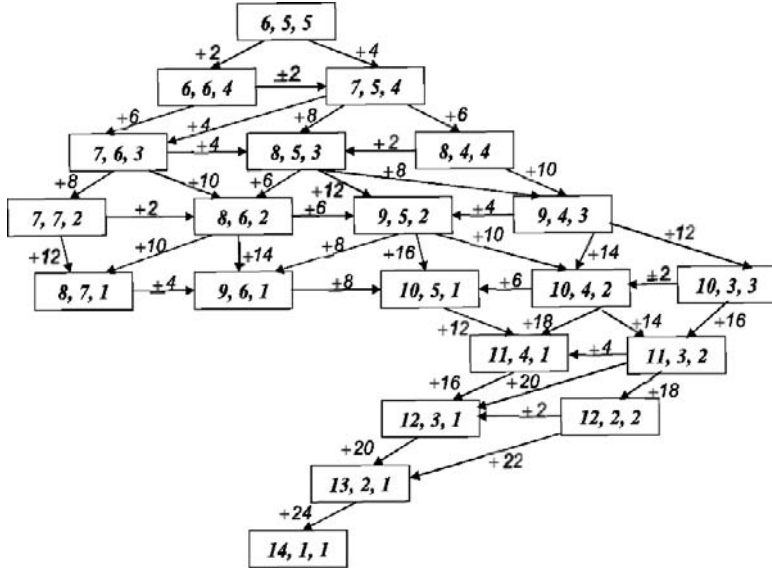 6, 5, 5
+2 +4
6, 6, 4 ±2 7, 5, 4
+6 +4 +8 +6
7, 6, 3 +4 8, 5, 3 +2 8, 4, 4
+8 +10 +6 +12 +8 +10
7, 7, 2 +2 8, 6, 2 +6 9, 5, 2 +4 9, 4, 3
+12 +10 +14 +8 +16 +10 +14 +12
8, 7, 1 +4 9, 6, 1 +8 10, 5, 1 +6 10, 4, 2 ±2 10, 3, 3
+12 +18 +14 +16
11, 4, 1 +4 11, 3, 2
+16 +20 +18
12, 3, 1 ±2 12, 2, 2
+20 +22
13, 2, 1
+24
14, 1, 1